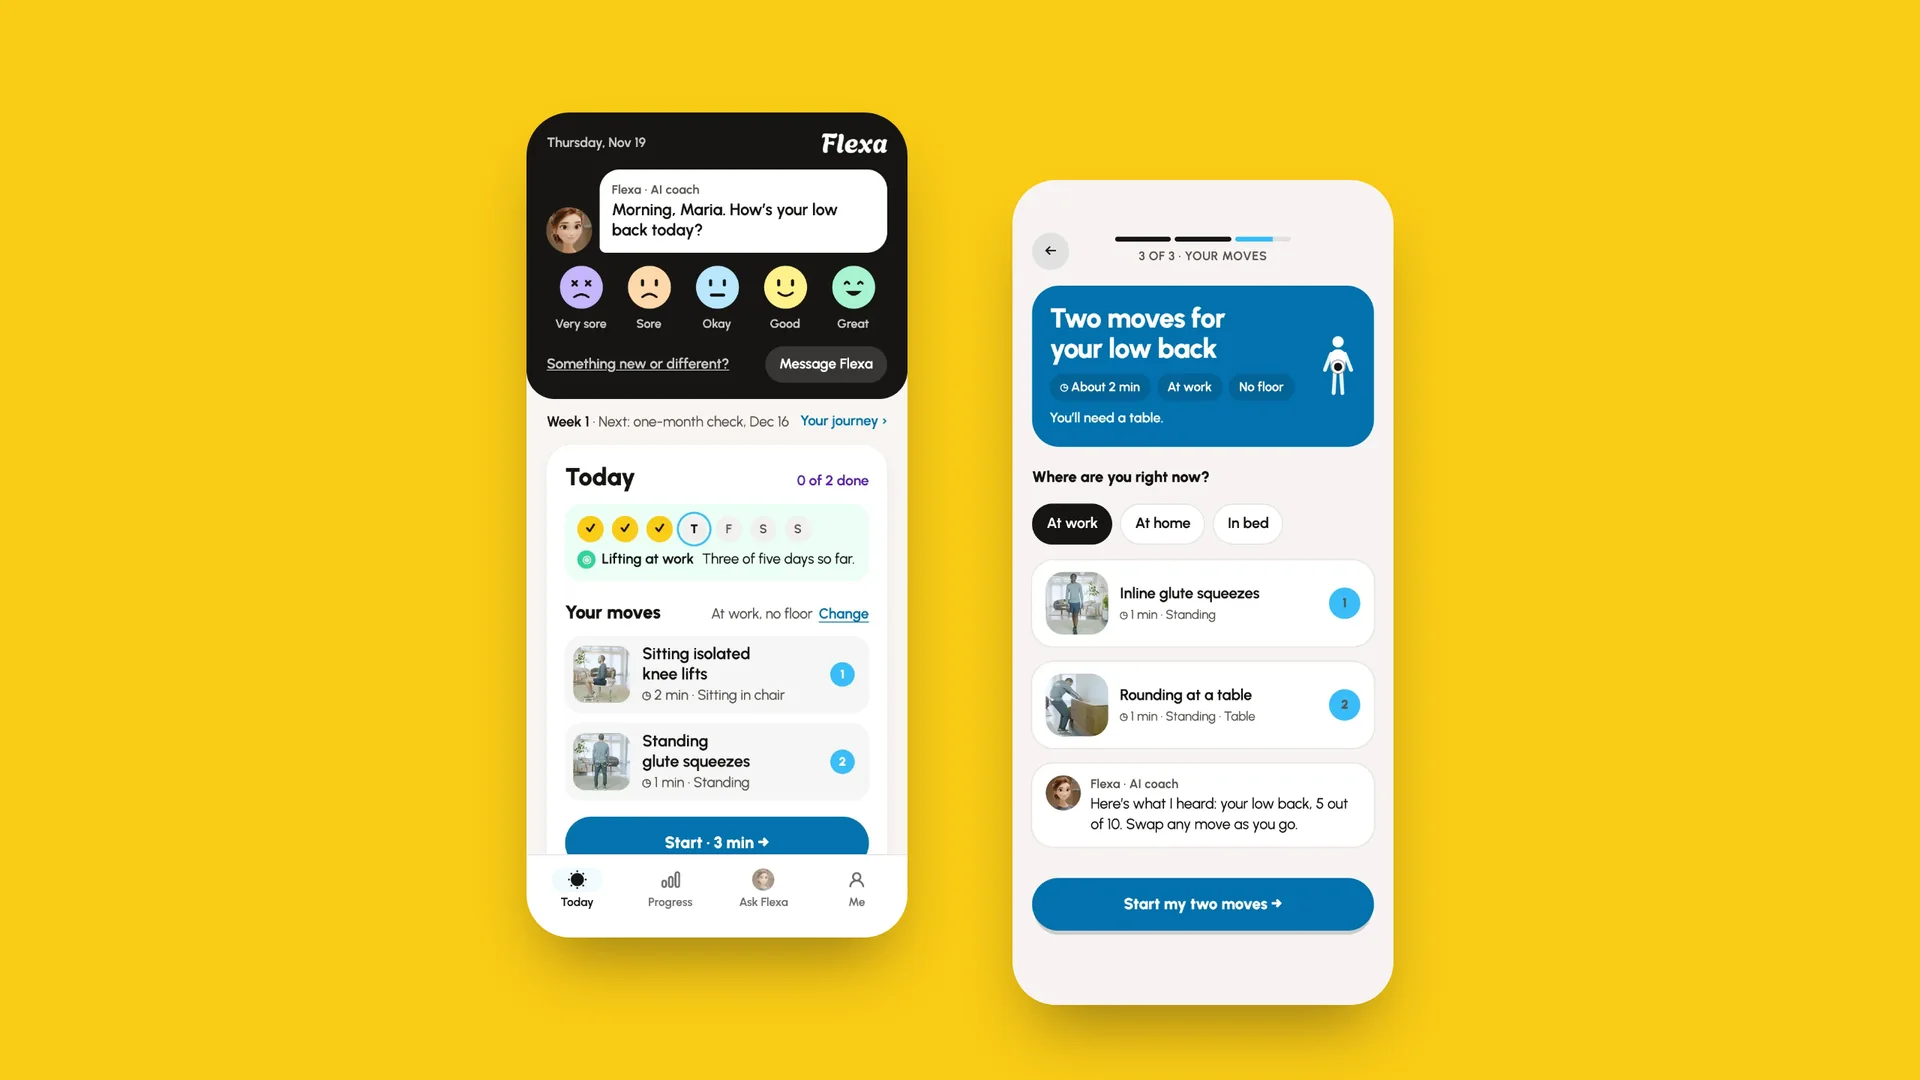 Thursday, Nov 19
Flexa
Flexa · AI coach
Morning, Maria. How's your low
back today?
Very sore
Sore
Okay
Good
Great
Something new or different?
Message Flexa
Week 1 · Next: one-month check, Dec 16
Your journey ›
Today
0 of 2 done
T F S S
Lifting at work Three of five days so far.
Your moves
At work, no floor Change
Sitting isolated
knee lifts
2 min · Sitting in chair
1
Standing
glute squeezes
1 min · Standing
2
Start · 3 min →
Today
Progress
Ask Flexa
Me
3 OF 3 · YOUR MOVES
Two moves for
your low back
About 2 min
At work
No floor
You'll need a table.
Where are you right now?
At work
At home
In bed
Inline glute squeezes
1 min · Standing
1
Rounding at a table
1 min · Standing · Table
2
Flexa · AI coach
Here's what I heard: your low back, 5 out
of 10. Swap any move as you go.
Start my two moves →